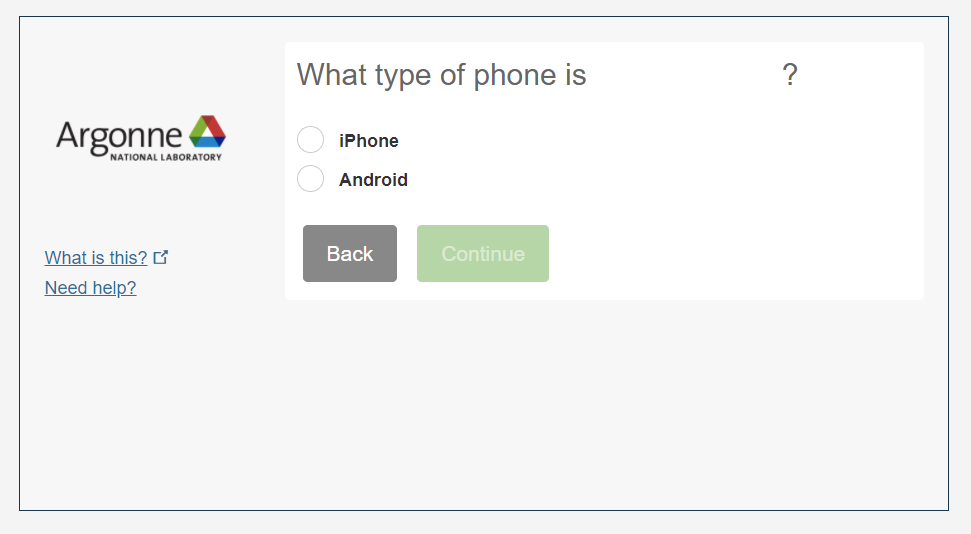 What type of phone is ?
Argonne
NATIONAL LABORATORY
iPhone
Android
Back
Continue
What is this?
Need help?